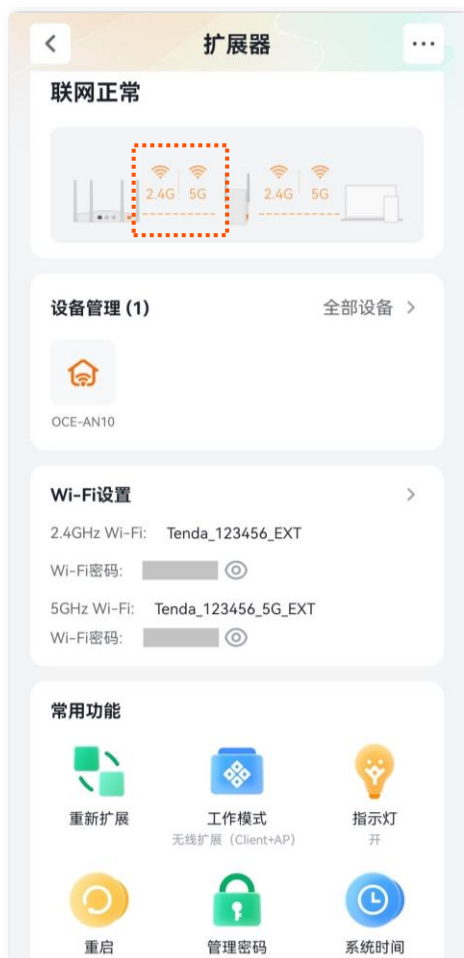 扩展器
联网正常
2.4G 5G 2.4G 5G
设备管理 (1) 全部设备
OCE-AN10
Wi-Fi设置
2.4GHz Wi-Fi: Tenda_123456_EXT
Wi-Fi密码:
5GHz Wi-Fi: Tenda_123456_5G_EXT
Wi-Fi密码:
常用功能
重新扩展 工作模式 指示灯
无线扩展（Client+AP） 开
重启 管理密码 系统时间